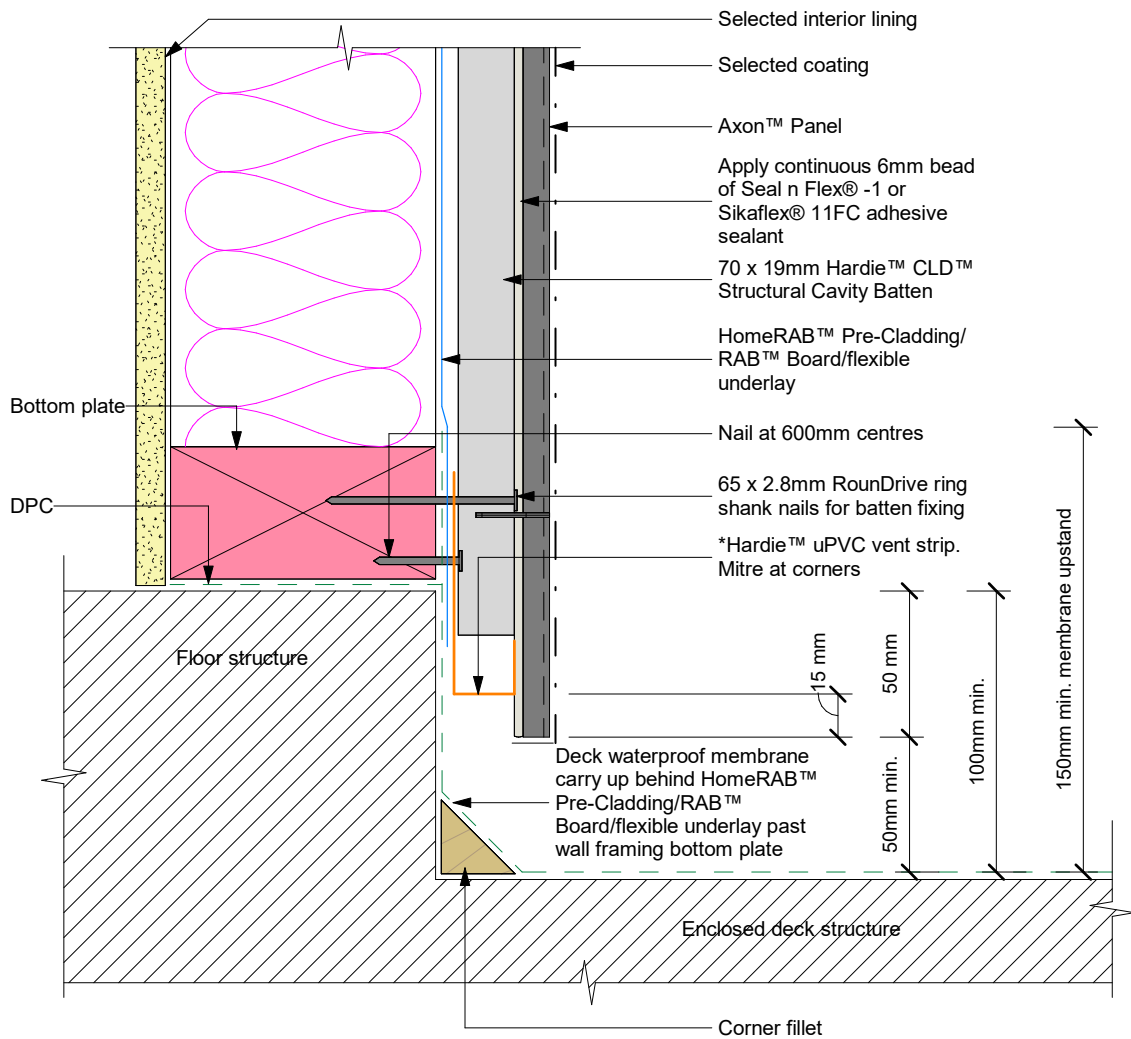 Selected interior lining
Selected coating
Axon™ Panel
Apply continuous 6mm bead
of Seal n Flex® -1 or
Sikaflex® 11FC adhesive
sealant
70 x 19mm Hardie™ CLD™
Structural Cavity Batten
HomeRAB™ Pre-Cladding/
RAB™ Board/flexible
underlay
Bottom plate
Nail at 600mm centres
DPC
65 x 2.8mm RounDrive ring
shank nails for batten fixing
*Hardie™ uPVC vent strip.
Mitre at corners
Floor structure
15 mm
50 mm
50mm min.
100mm min.
150mm min. membrane upstand
Deck waterproof membrane
carry up behind HomeRAB™
Pre-Cladding/RAB™
Board/flexible underlay past
wall framing bottom plate
Enclosed deck structure
Corner fillet